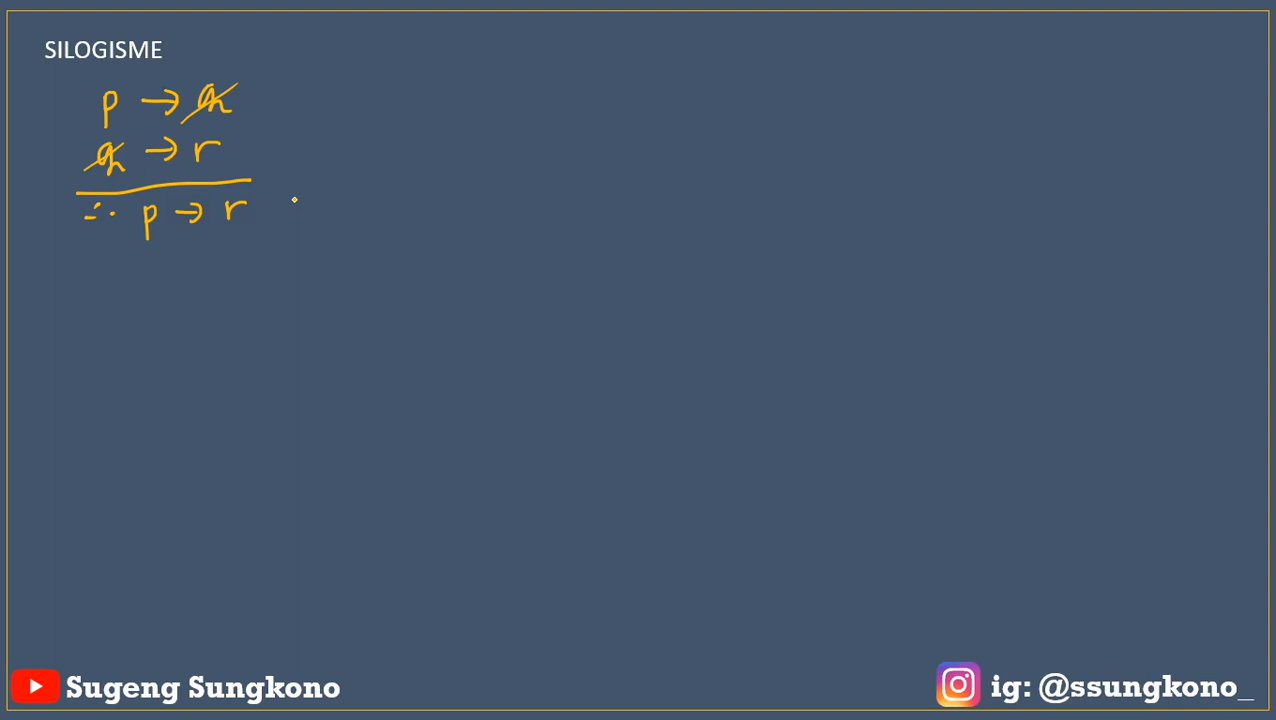 SILOGISME
p → q
q → r
∴ p → r
Sugeng Sungkono
ig: @ssungkono_